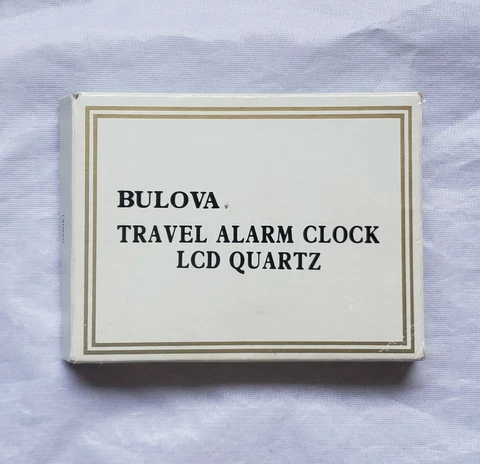 BULOVA
TRAVEL ALARM CLOCK
LCD QUARTZ